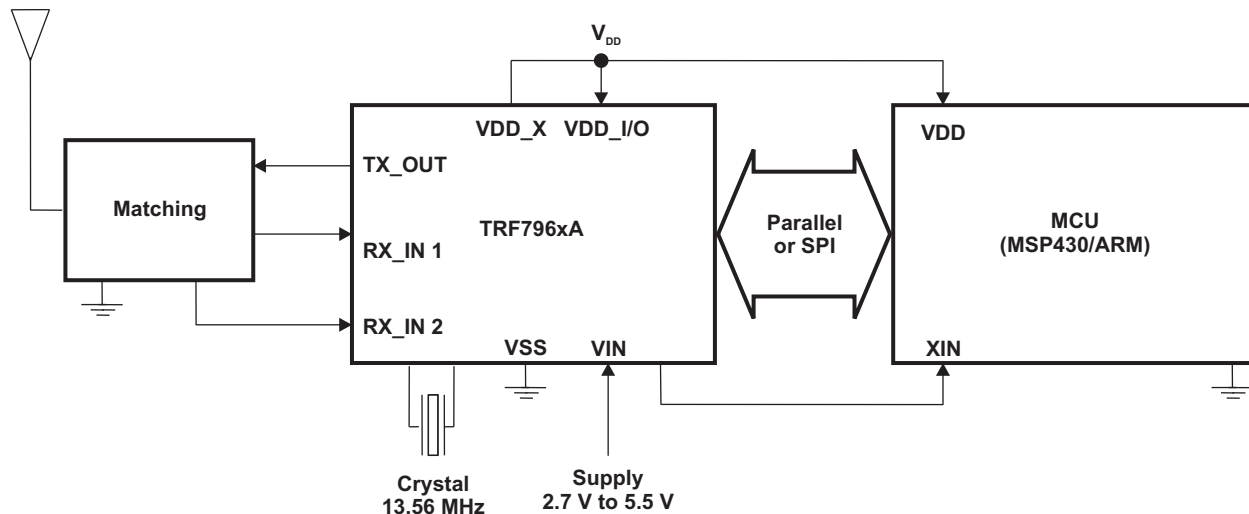 V DD
VDD_X
VDD_I/O
VDD
TX_OUT
Matching
TRF796xA
Parallel
or SPI
MCU
(MSP430/ARM)
RX_IN 1
RX_IN 2
VSS
VIN
XIN
Crystal
13.56 MHz
Supply
2.7 V to 5.5 V